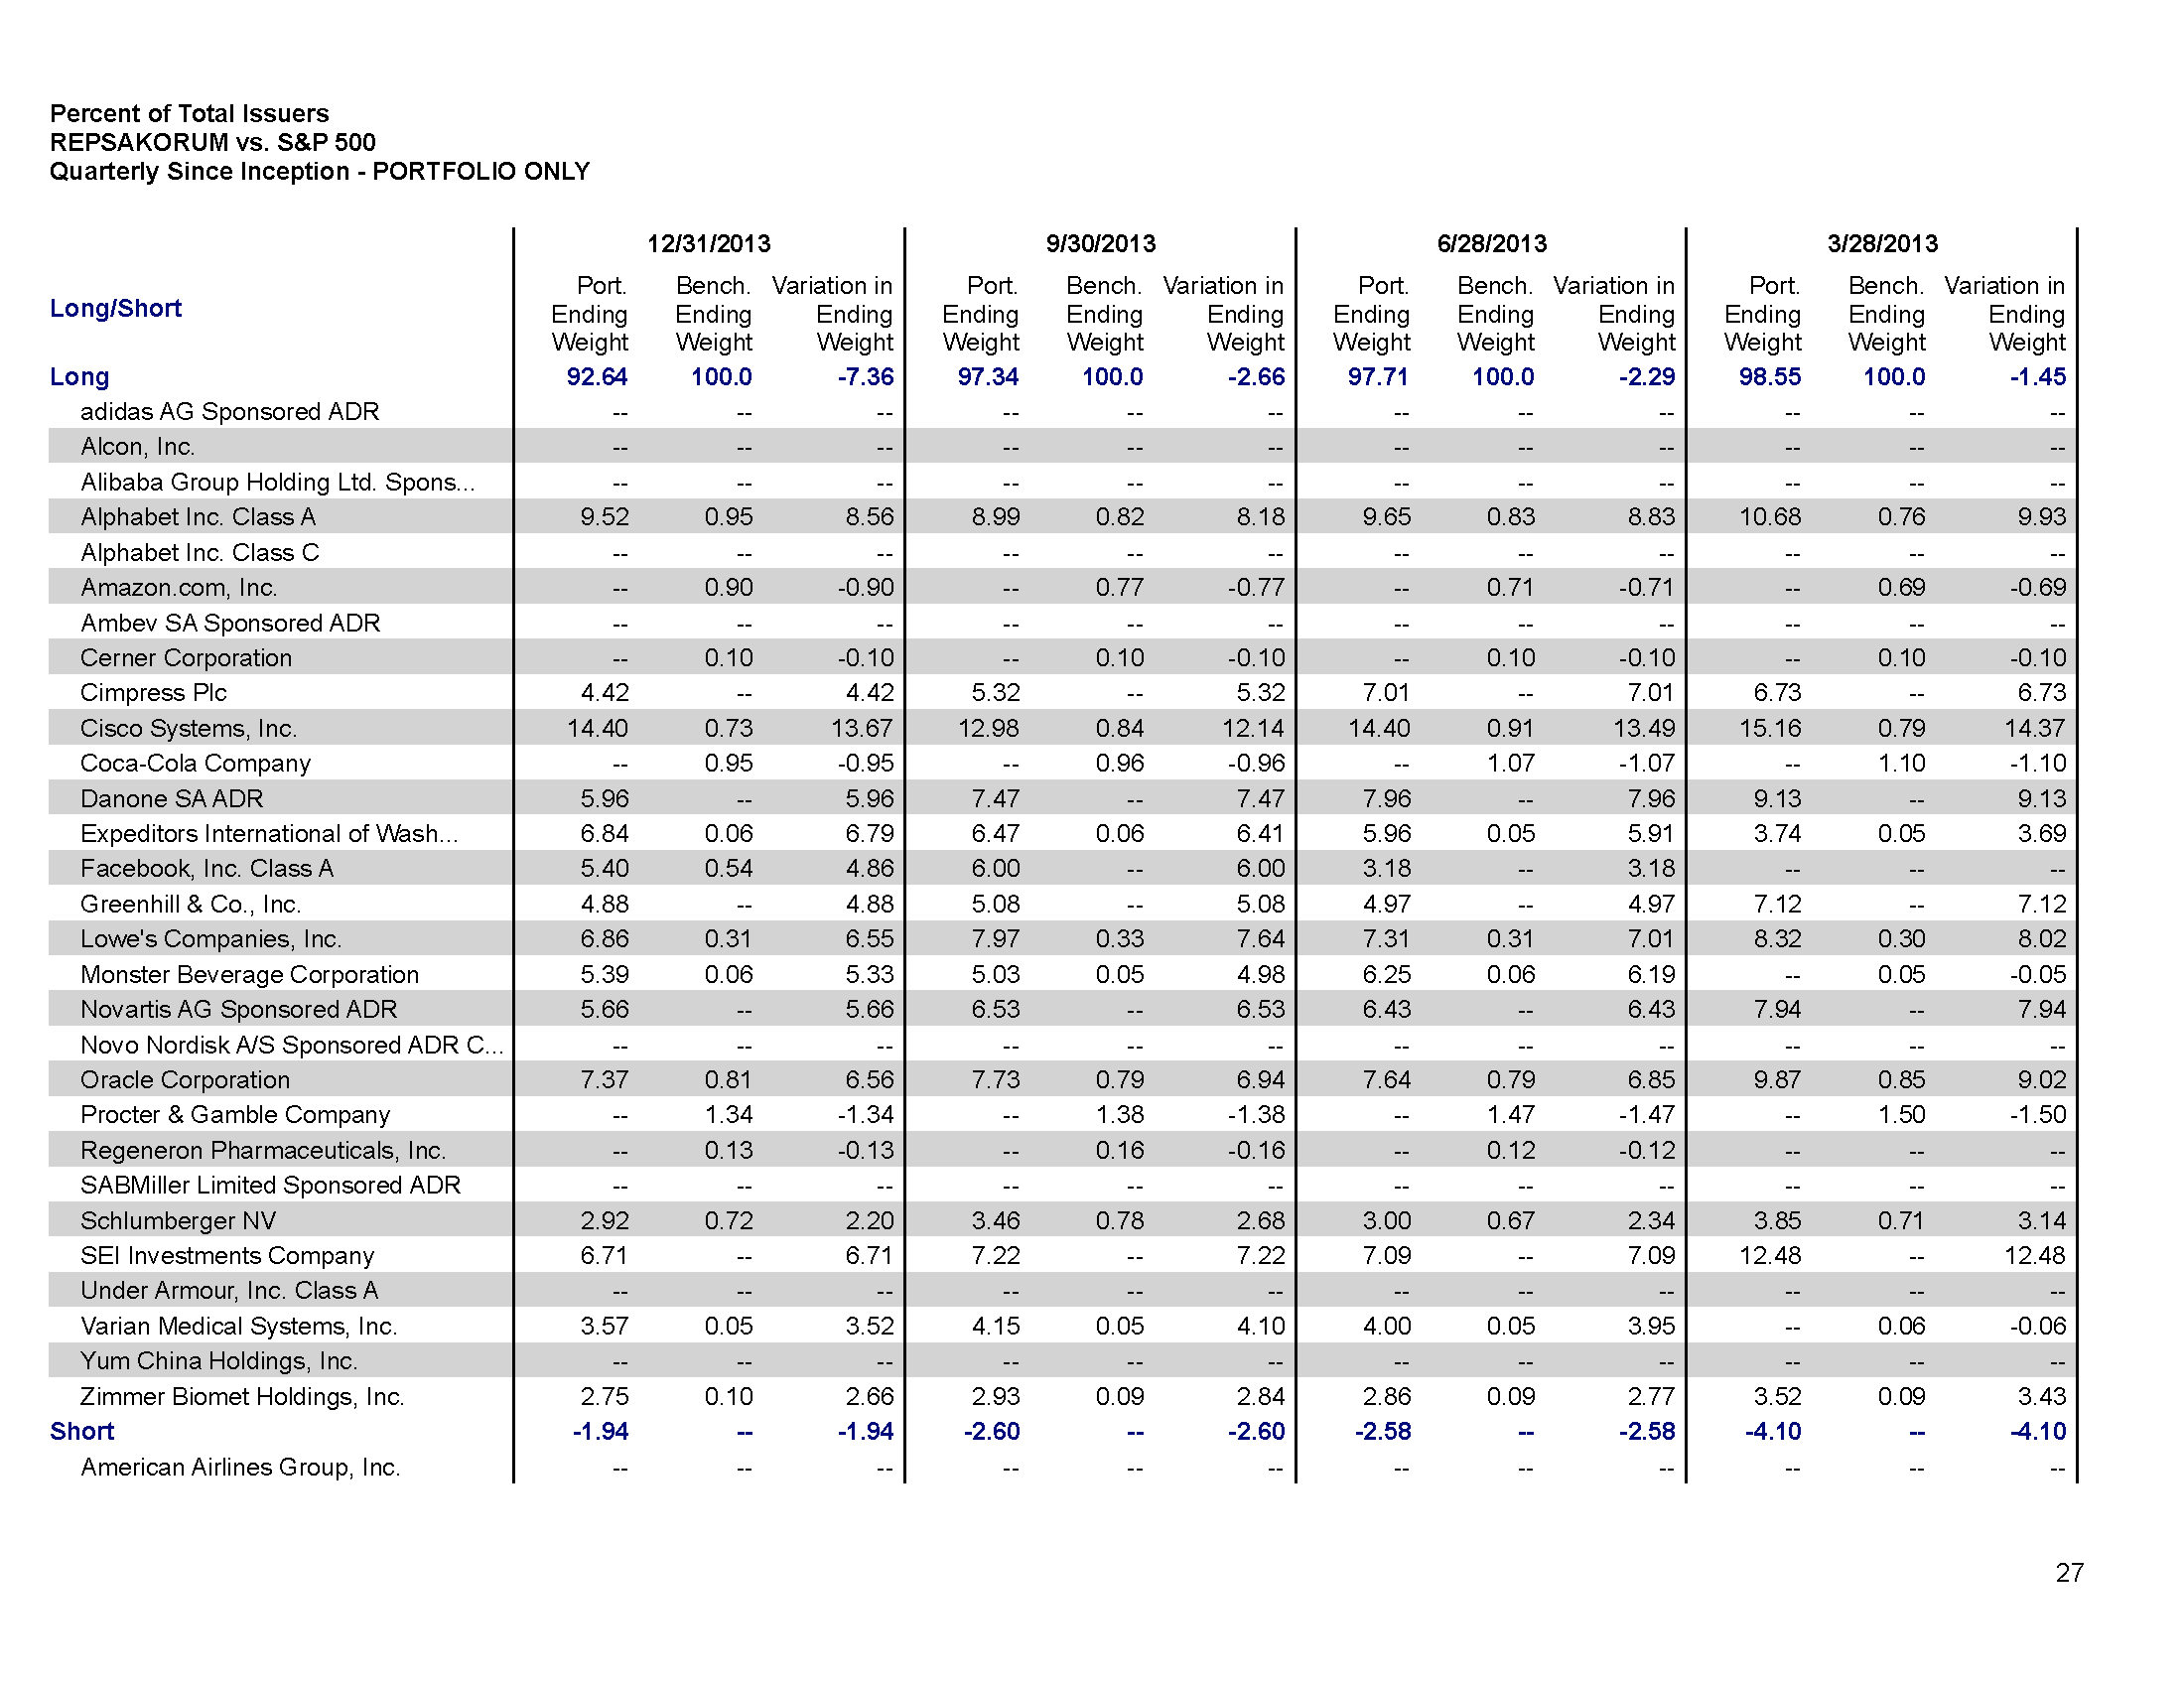 Percent of Total Issuers
REPSAKORUM vs. S&P 500
Quarterly Since Inception - PORTFOLIO ONLY
12/31/2013 9/30/2013 6/28/2013 3/28/2013
Port. Bench. Variation in Port. Bench. Variation in Port. Bench. Variation in Port. Bench. Variation in
Long/Short Ending Ending Ending Ending Ending Ending Ending Ending Ending Ending Ending Ending
Weight Weight Weight Weight Weight Weight Weight Weight Weight Weight Weight Weight
Long 92.64 100.0 -7.36 97.34 100.0 -2.66 97.71 100.0 -2.29 98.55 100.0 -1.45
adidas AG Sponsored ADR -- -- -- -- -- -- -- -- -- -- -- --
Alcon, Inc. -- -- -- -- -- -- -- -- -- -- -- --
Alibaba Group Holding Ltd. Spons... -- -- -- -- -- -- -- -- -- -- -- --
Alphabet Inc. Class A 9.52 0.95 8.56 8.99 0.82 8.18 9.65 0.83 8.83 10.68 0.76 9.93
Alphabet Inc. Class C -- -- -- -- -- -- -- -- -- -- -- --
Amazon.com, Inc. -- 0.90 -0.90 -- 0.77 -0.77 -- 0.71 -0.71 -- 0.69 -0.69
Ambev SA Sponsored ADR -- -- -- -- -- -- -- -- -- -- -- --
Cerner Corporation -- 0.10 -0.10 -- 0.10 -0.10 -- 0.10 -0.10 -- 0.10 -0.10
Cimpress Plc 4.42 -- 4.42 5.32 -- 5.32 7.01 -- 7.01 6.73 -- 6.73
Cisco Systems, Inc. 14.40 0.73 13.67 12.98 0.84 12.14 14.40 0.91 13.49 15.16 0.79 14.37
Coca-Cola Company -- 0.95 -0.95 -- 0.96 -0.96 -- 1.07 -1.07 -- 1.10 -1.10
Danone SA ADR 5.96 -- 5.96 7.47 -- 7.47 7.96 -- 7.96 9.13 -- 9.13
Expeditors International of Wash... 6.84 0.06 6.79 6.47 0.06 6.41 5.96 0.05 5.91 3.74 0.05 3.69
Facebook, Inc. Class A 5.40 0.54 4.86 6.00 -- 6.00 3.18 -- 3.18 -- -- --
Greenhill & Co., Inc. 4.88 -- 4.88 5.08 -- 5.08 4.97 -- 4.97 7.12 -- 7.12
Lowe's Companies, Inc. 6.86 0.31 6.55 7.97 0.33 7.64 7.31 0.31 7.01 8.32 0.30 8.02
Monster Beverage Corporation 5.39 0.06 5.33 5.03 0.05 4.98 6.25 0.06 6.19 -- 0.05 -0.05
Novartis AG Sponsored ADR 5.66 -- 5.66 6.53 -- 6.53 6.43 -- 6.43 7.94 -- 7.94
Novo Nordisk A/S Sponsored ADR C... -- -- -- -- -- -- -- -- -- -- -- --
Oracle Corporation 7.37 0.81 6.56 7.73 0.79 6.94 7.64 0.79 6.85 9.87 0.85 9.02
Procter & Gamble Company -- 1.34 -1.34 -- 1.38 -1.38 -- 1.47 -1.47 -- 1.50 -1.50
Regeneron Pharmaceuticals, Inc. -- 0.13 -0.13 -- 0.16 -0.16 -- 0.12 -0.12 -- -- --
SABMiller Limited Sponsored ADR -- -- -- -- -- -- -- -- -- -- -- --
Schlumberger NV 2.92 0.72 2.20 3.46 0.78 2.68 3.00 0.67 2.34 3.85 0.71 3.14
SEI Investments Company 6.71 -- 6.71 7.22 -- 7.22 7.09 -- 7.09 12.48 -- 12.48
Under Armour, Inc. Class A -- -- -- -- -- -- -- -- -- -- -- --
Varian Medical Systems, Inc. 3.57 0.05 3.52 4.15 0.05 4.10 4.00 0.05 3.95 -- 0.06 -0.06
Yum China Holdings, Inc. -- -- -- -- -- -- -- -- -- -- -- --
Zimmer Biomet Holdings, Inc. 2.75 0.10 2.66 2.93 0.09 2.84 2.86 0.09 2.77 3.52 0.09 3.43
Short -1.94 -- -1.94 -2.60 -- -2.60 -2.58 -- -2.58 -4.10 -- -4.10
American Airlines Group, Inc. -- -- -- -- -- -- -- -- -- -- -- --
27